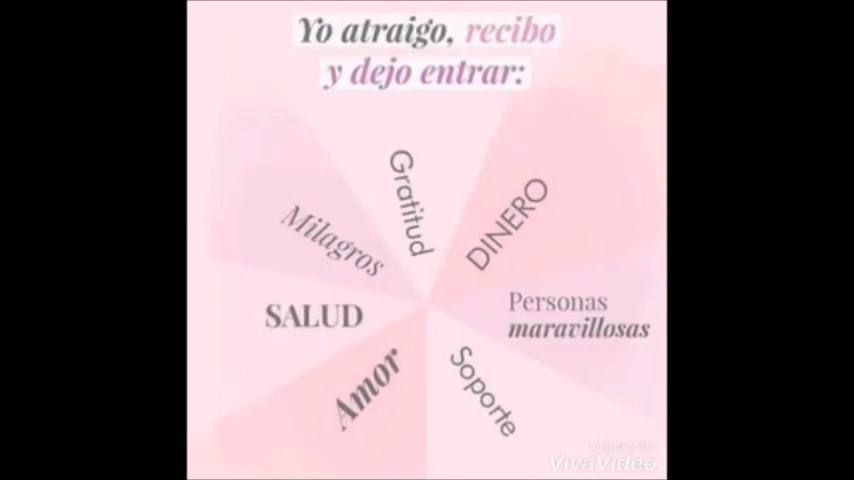 Yo atraigo, recibo
y dejo entrar:
Gratitud
DINERO
Personas
maravillosas
Soporte
Amor
SALUD
Milagros
VivaVideo